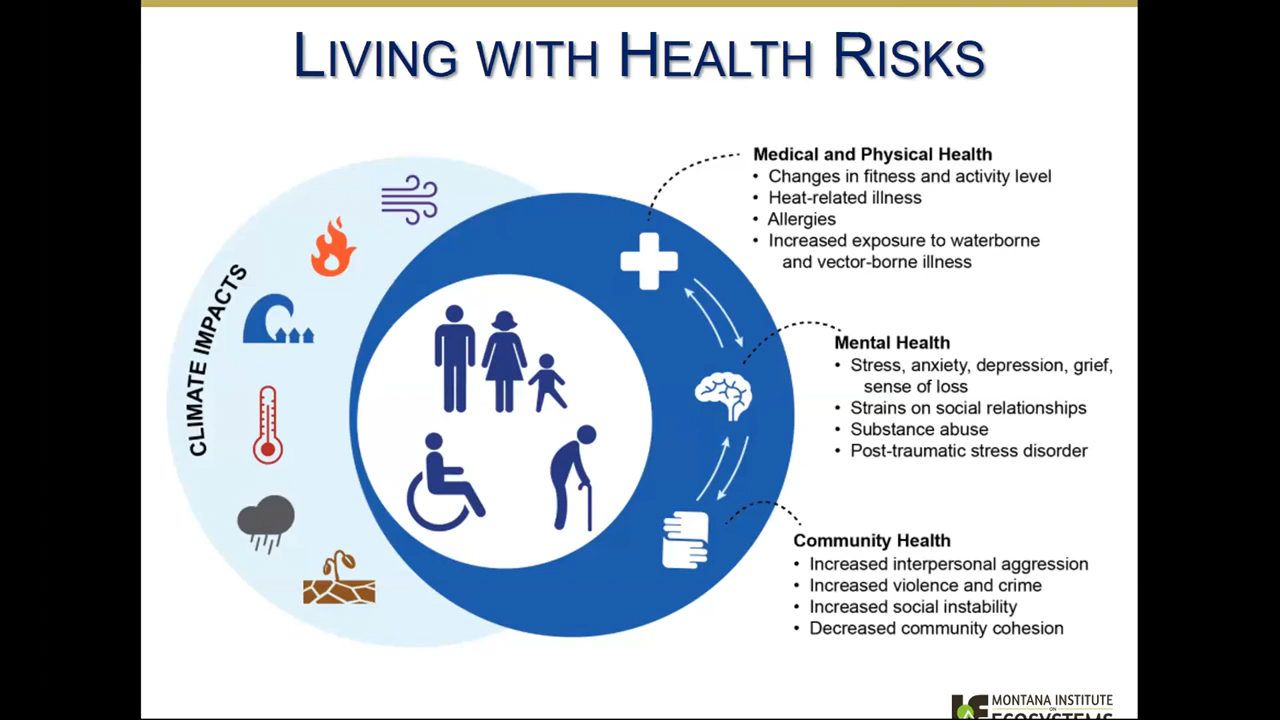 LIVING WITH HEALTH RISKS
CLIMATE IMPACTS
Medical and Physical Health
• Changes in fitness and activity level
• Heat-related illness
• Allergies
• Increased exposure to waterborne
and vector-borne illness
Mental Health
• Stress, anxiety, depression, grief,
sense of loss
• Strains on social relationships
• Substance abuse
• Post-traumatic stress disorder
Community Health
• Increased interpersonal aggression
• Increased violence and crime
• Increased social instability
• Decreased community cohesion
MONTANA INSTITUTE
ON
ECOSYSTEMS